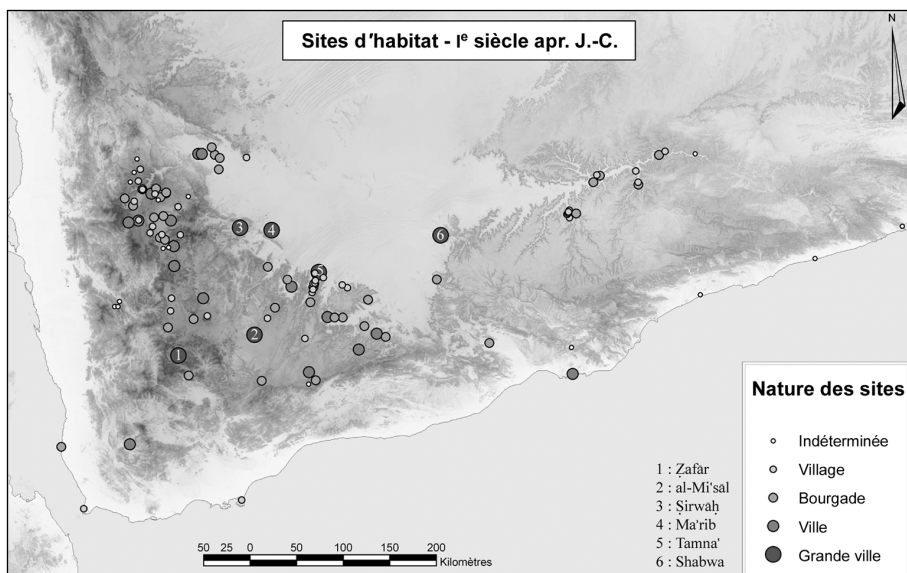 Sites d'habitat - Ie siècle apr. J.-C.
N
3
4
6
5
2
1
Nature des sites
Indéterminée
Village
Bourgade
Ville
Grande ville
1 : Ẓafār
2 : al-Mi'sāl
3 : Ṣirwāḥ
4 : Ma'rib
5 : Tamna'
6 : Shabwa
50 25 0 50 100 150 200
Kilomètres